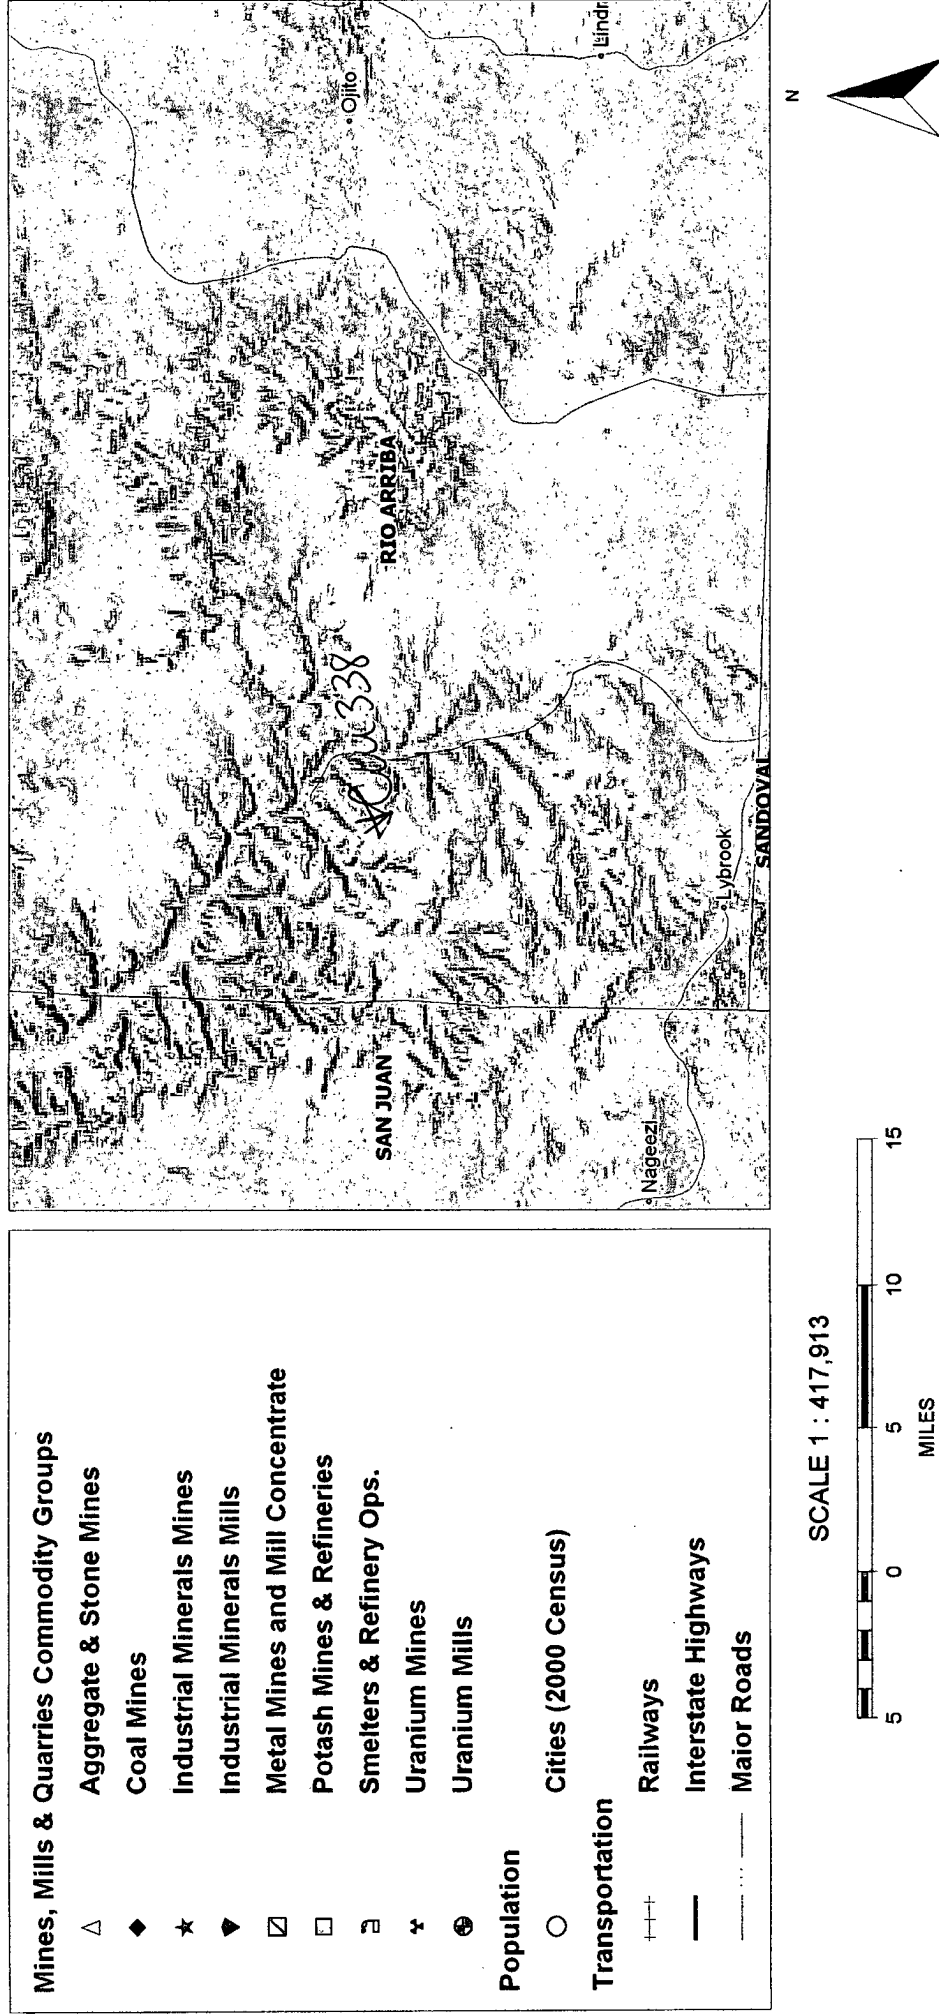 Mines, Mills & Quarries Commodity Groups
Aggregate & Stone Mines
Coal Mines
Industrial Minerals Mines
Industrial Minerals Mills
Metal Mines and Mill Concentrate
Potash Mines & Refineries
Smelters & Refinery Ops.
Uranium Mines
Uranium Mills
Population
Cities (2000 Census)
Transportation
Railways
Interstate Highways
Major Roads
SAN JUAN
RIO ARRIBA
SANDOVAL
Nageezi
Lybrook
Ojito
Lindr
338
SCALE 1 : 417,913
5 0 5 10 15
MILES
N